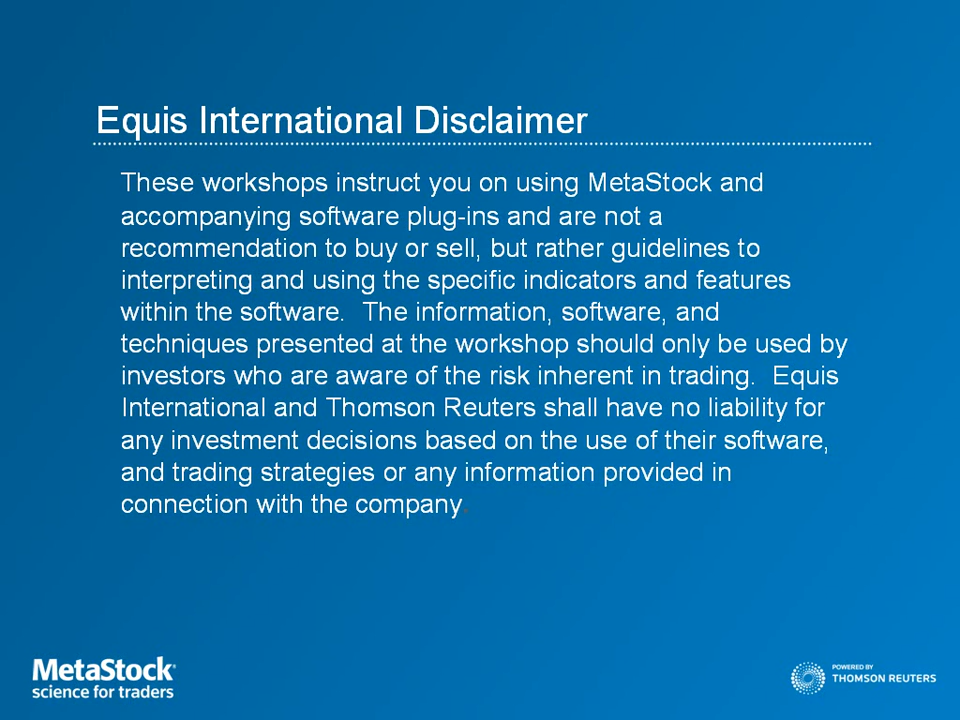 Equis International Disclaimer
These workshops instruct you on using MetaStock and
accompanying software plug-ins and are not a
recommendation to buy or sell, but rather guidelines to
interpreting and using the specific indicators and features
within the software.  The information, software, and
techniques presented at the workshop should only be used by
investors who are aware of the risk inherent in trading.  Equis
International and Thomson Reuters shall have no liability for
any investment decisions based on the use of their software,
and trading strategies or any information provided in
connection with the company.
MetaStock
science for traders
POWERED BY
THOMSON REUTERS